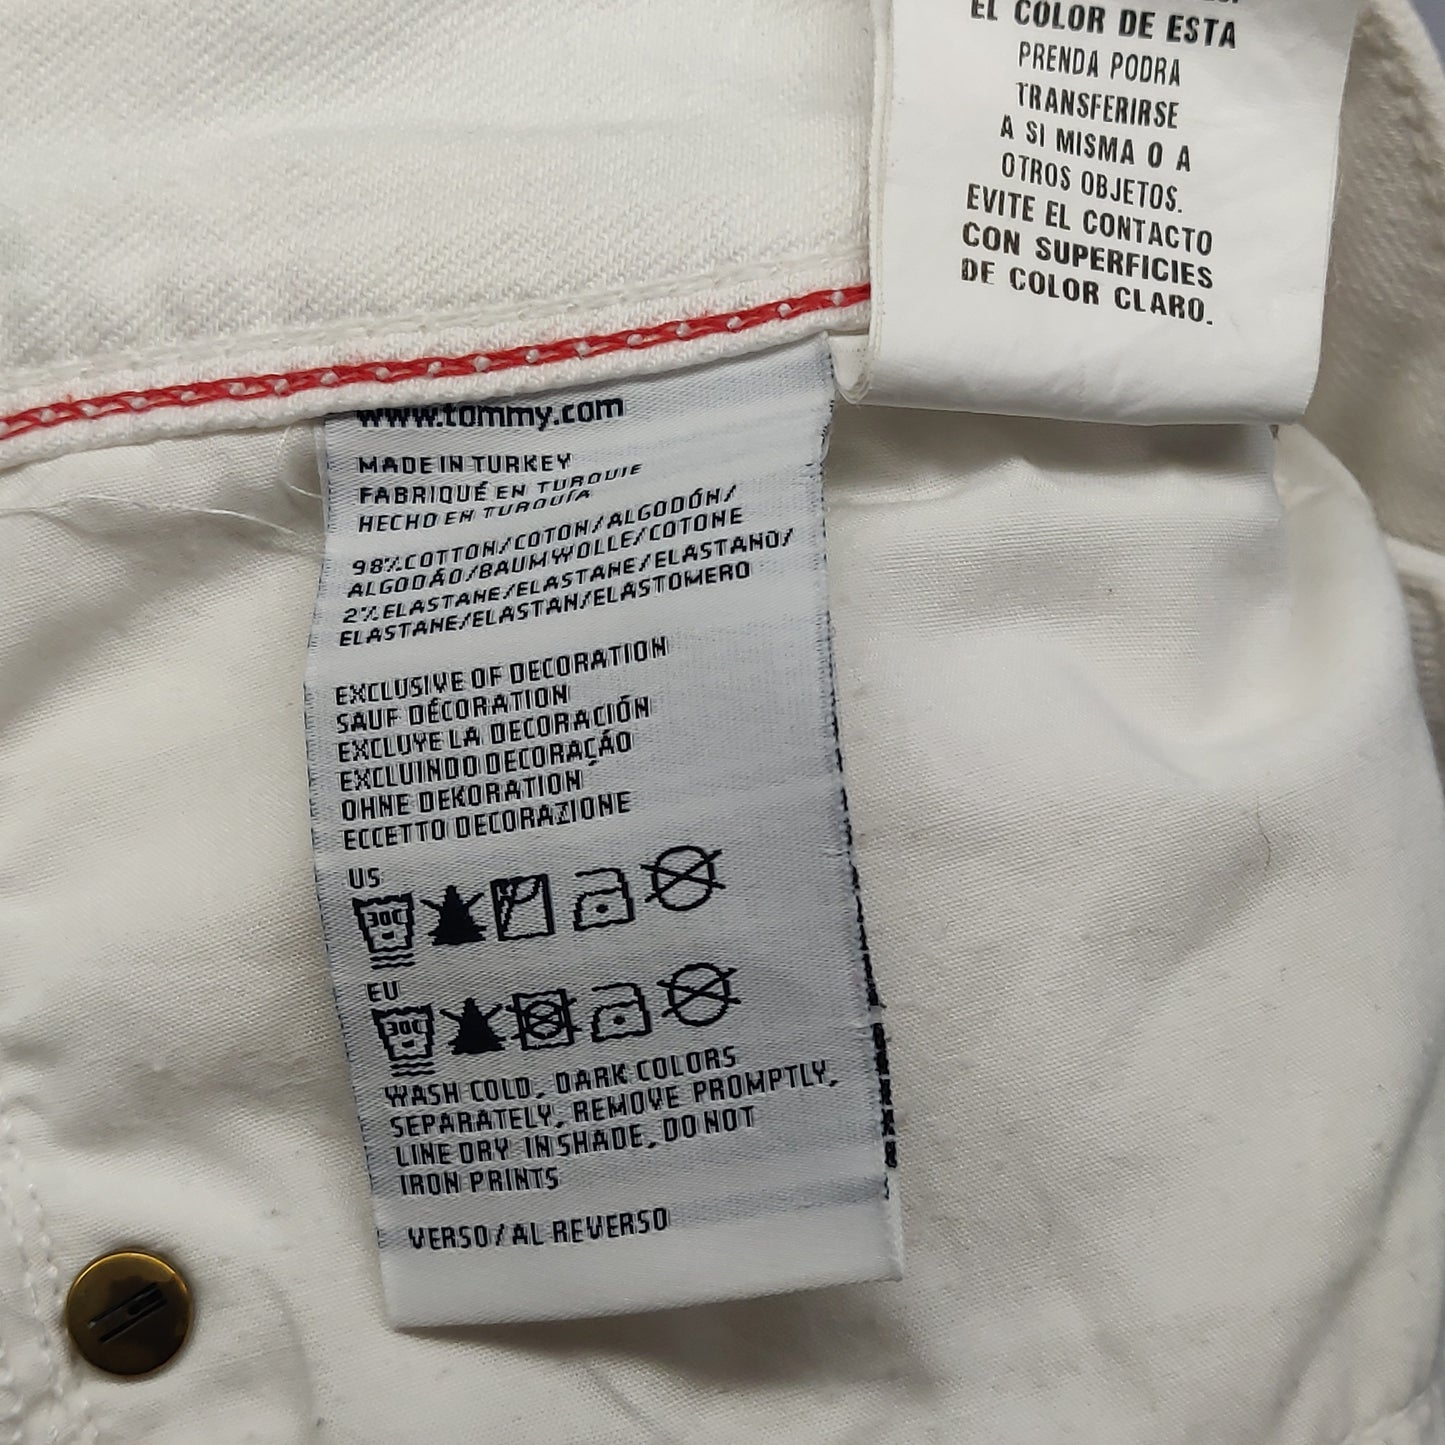 EL COLOR DE ESTA
PRENDA PODRA
TRANSFERIRSE
A SI MISMA O A
OTROS OBJETOS.
EVITE EL CONTACTO
CON SUPERFICIES
DE COLOR CLARO.
www.tommy.com
MADE IN TURKEY
FABRIQUÉ EN TURQUIE
HECHO EN TURQUÍA
98%COTTON/COTON/ALGODÓN/
ALGODÃO/BAUMWOLLE/COTONE
2%ELASTANE/ELASTANE/ELASTANO/
ELASTANE/ELASTAN/ELASTOMERO
EXCLUSIVE OF DECORATION
SAUF DÉCORATION
EXCLUYE LA DECORACIÓN
EXCLUINDO DECORAÇÁO
OHNE DEKORATION
ECCETTO DECORAZIONE
US
30C
EU
30C
WASH COLD, DARK COLORS
SEPARATELY, REMOVE PROMPTLY,
LINE DRY IN SHADE, DO NOT
IRON PRINTS
VERSO/AL REVERSO